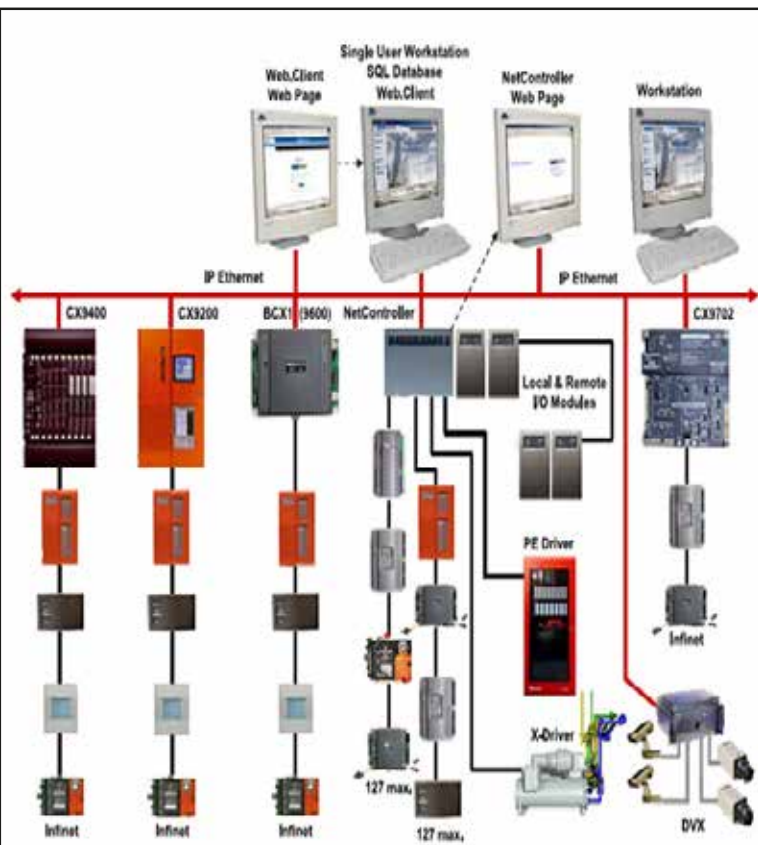 Single User Workstation
SQL Database
Web.Client
Web.Client
Web Page
NetController
Web Page
Workstation
IP Ethernet
IP Ethernet
CX9400
CX9200
(9600)
NetController
CX9702
Local & Remote
I/O Modules
PE Driver
Infinet
X-Driver
127 max,
127 max,
DVX
Infinet
Infinet
Infinet